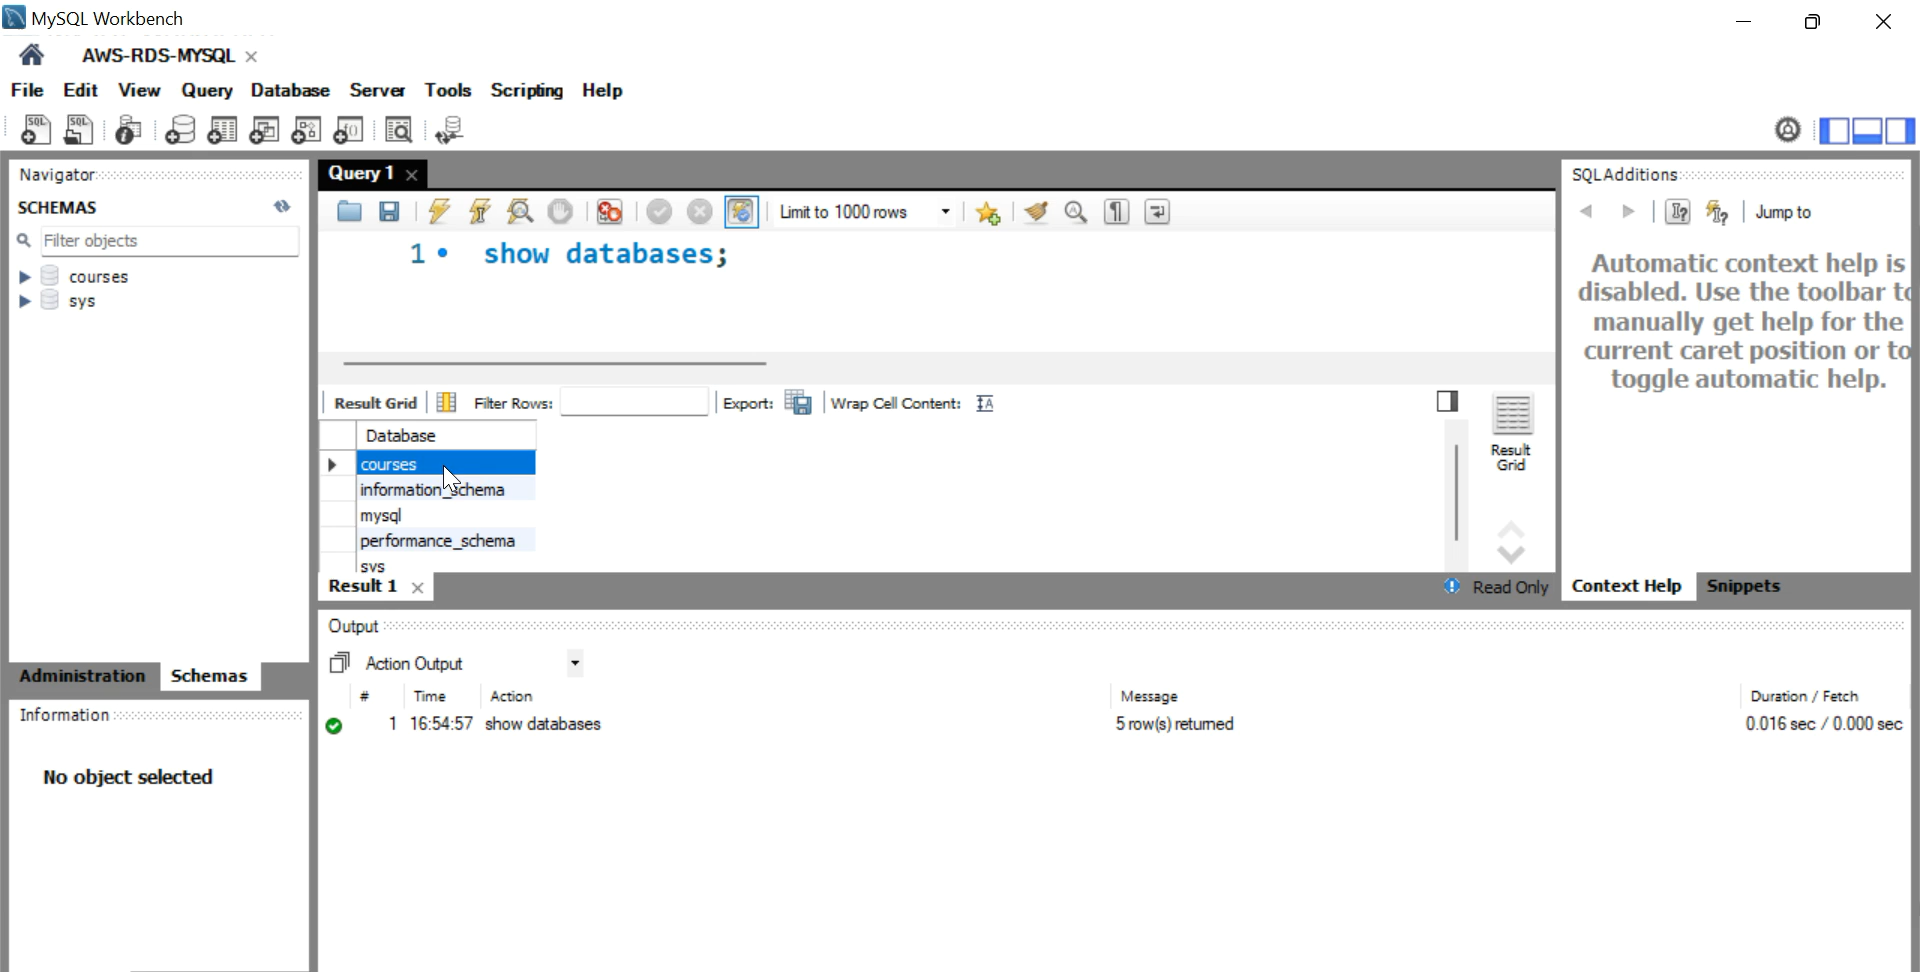 MySQL Workbench
AWS-RDS-MYSQL
File Edit View Query Database Server Tools Scripting Help
Navigator
SCHEMAS
Filter objects
courses
sys
Administration Schemas
Information
No object selected
Query 1
Limit to 1000 rows
1 show databases;
Result Grid Filter Rows: Export: Wrap Cell Content:
Database
courses
information_schema
mysql
performance_schema
sys
Result Grid
Result 1
Read Only
SQLAdditions
Jump to
Automatic context help is
disabled. Use the toolbar to
manually get help for the
current caret position or to
toggle automatic help.
Context Help Snippets
Output
Action Output
# Time Action Message Duration / Fetch
1 16:54:57 show databases 5 row(s) returned 0.016 sec / 0.000 sec